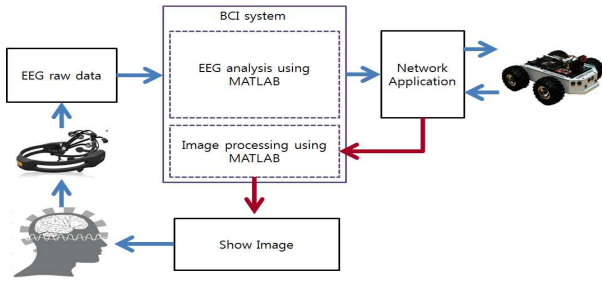 BCI system
EEG raw data
EEG analysis using
MATLAB
Network
Application
Image processing using
MATLAB
Show Image